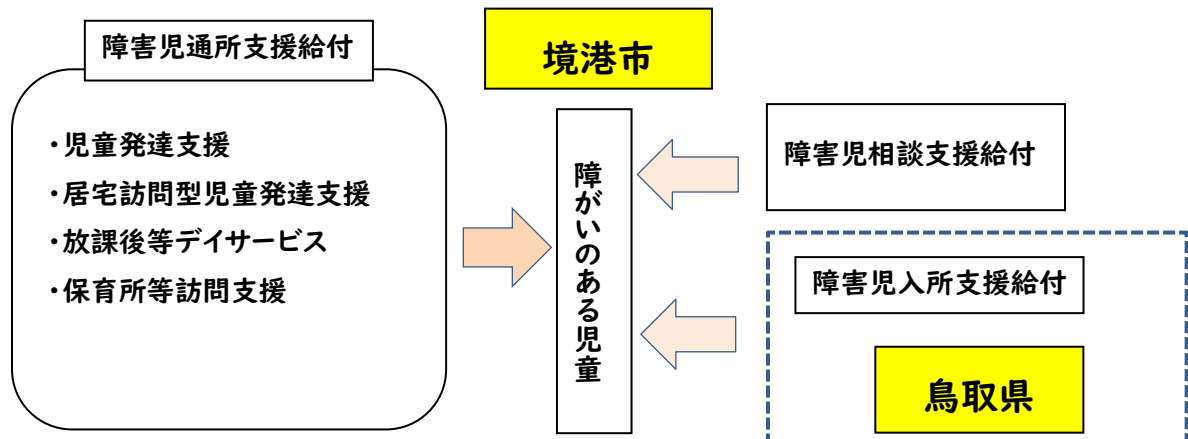 障害児通所支援給付
・児童発達支援
・居宅訪問型児童発達支援
・放課後等デイサービス
・保育所等訪問支援
境港市
障がいのある児童
障害児相談支援給付
障害児入所支援給付
鳥取県